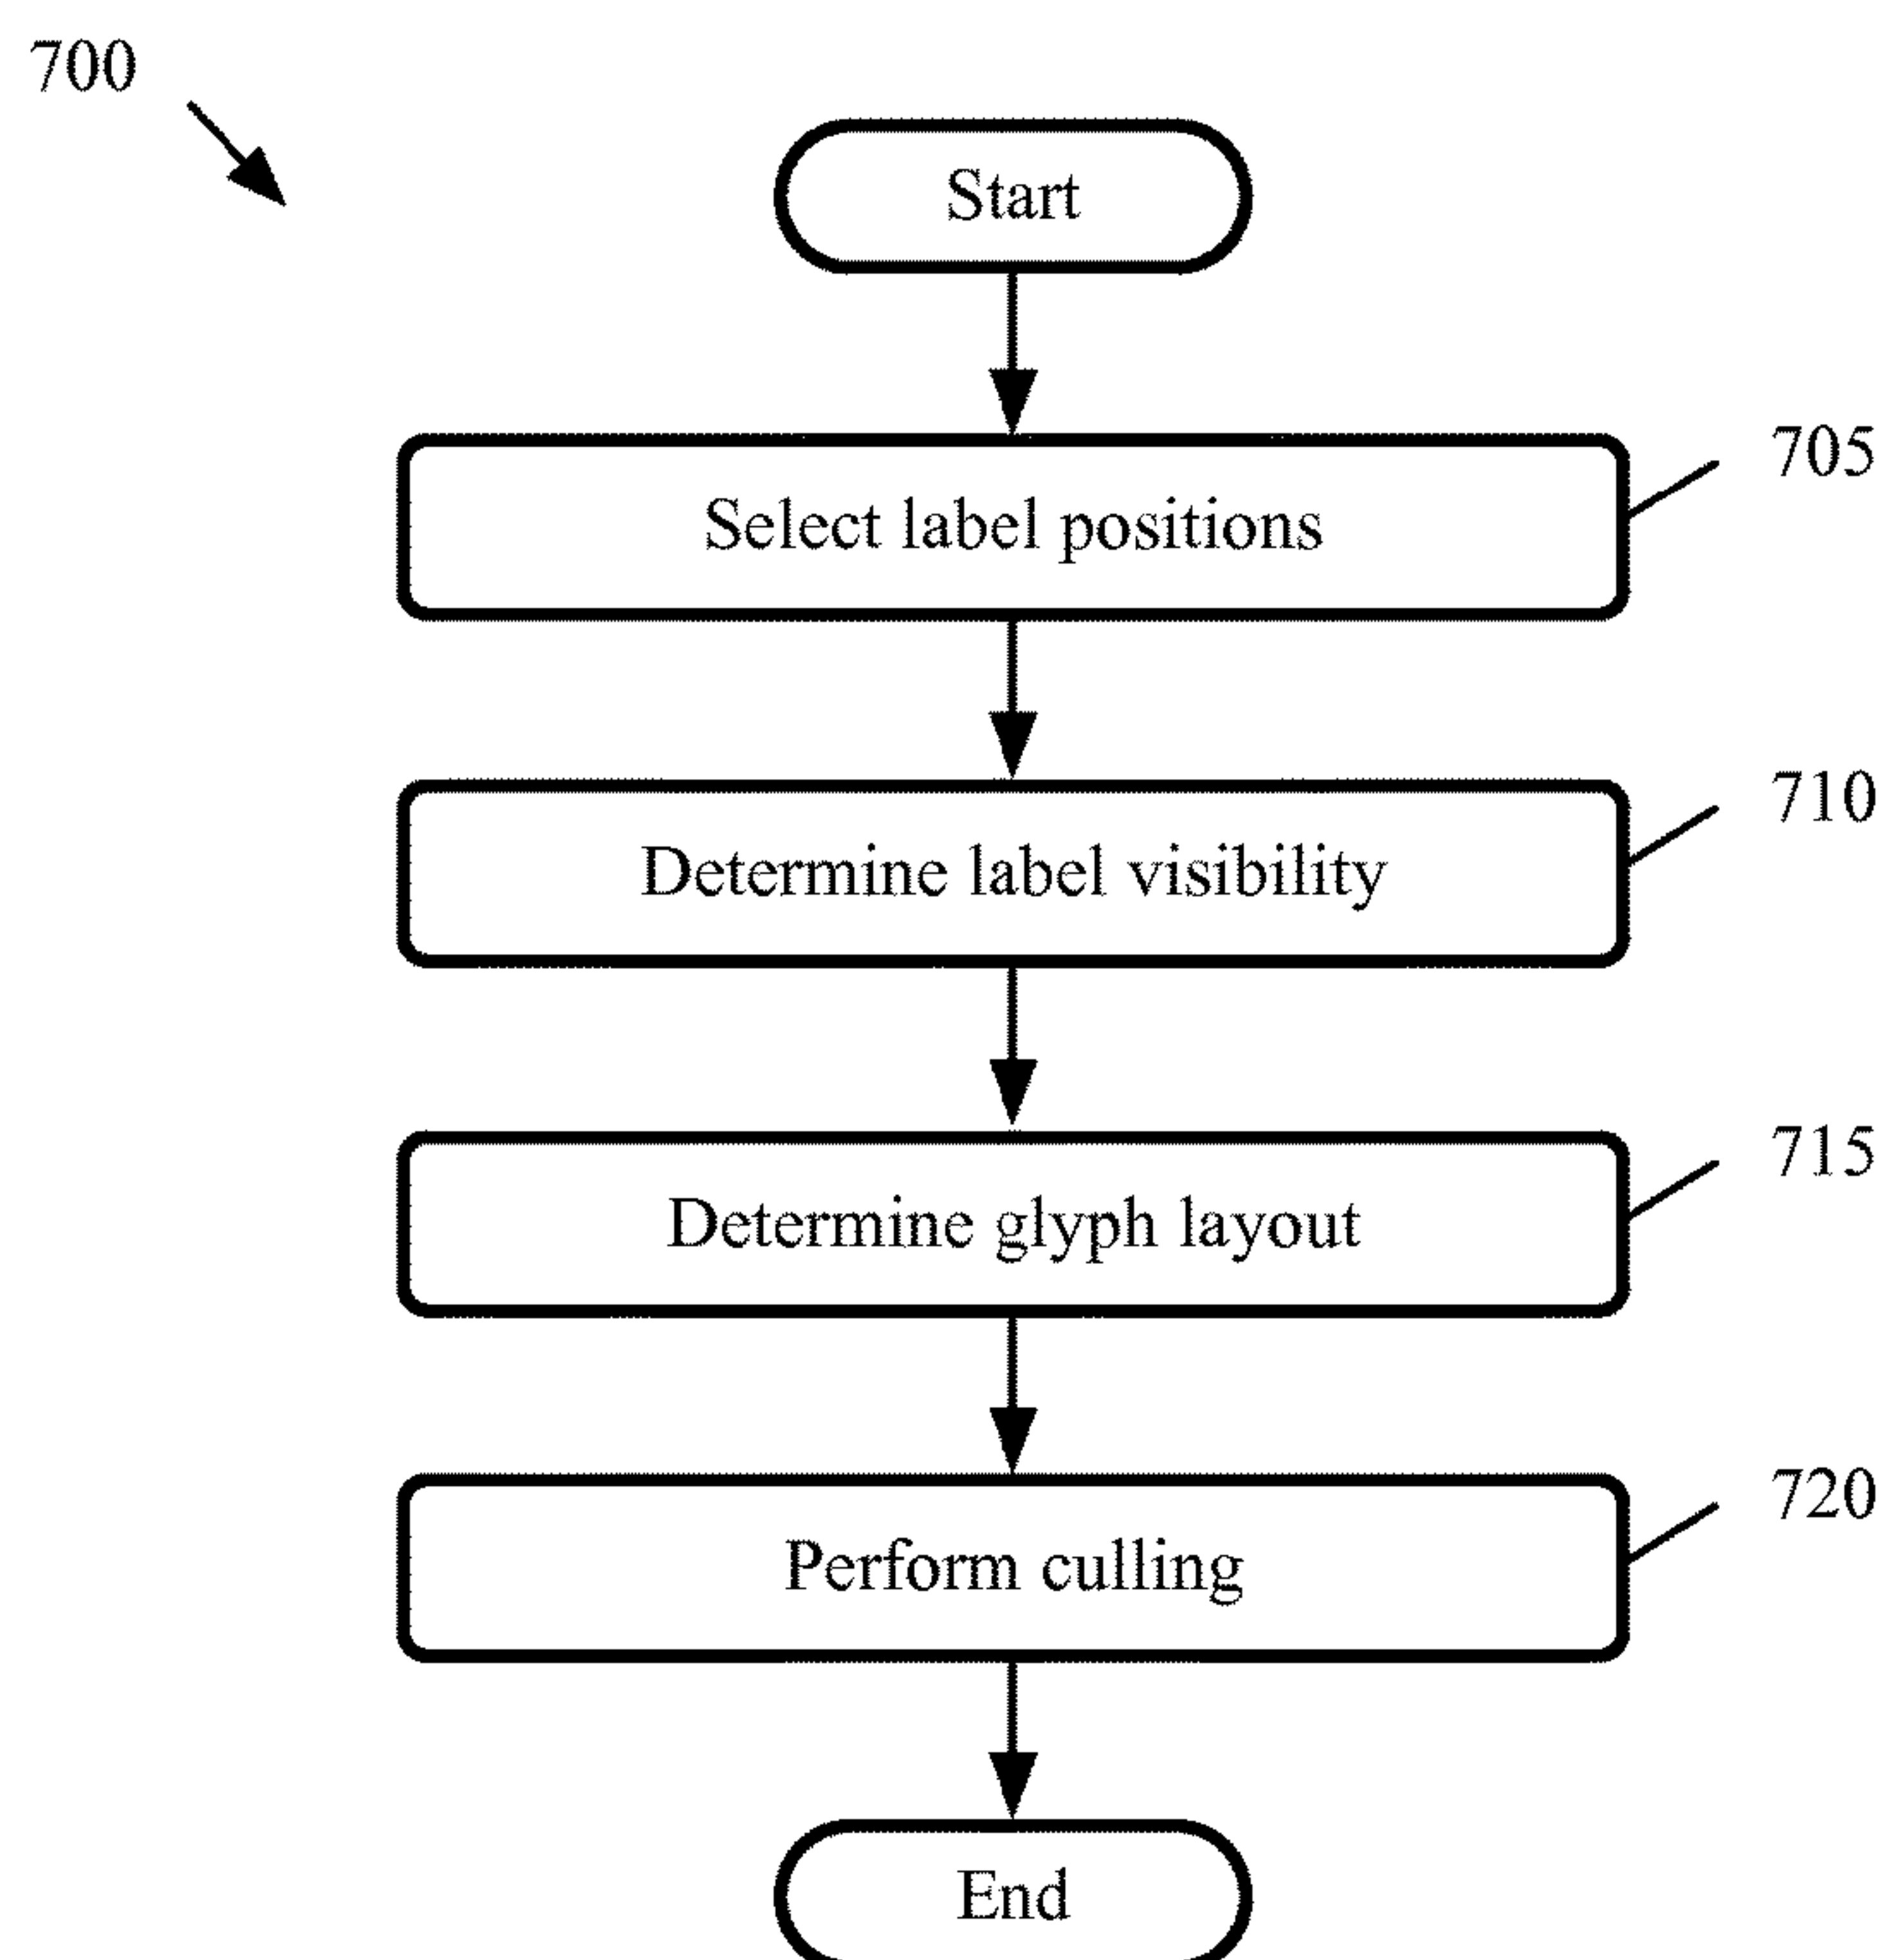 700
Start
705
Select label positions
710
Determine label visibility
715
Determine glyph layout
720
Perform culling
End